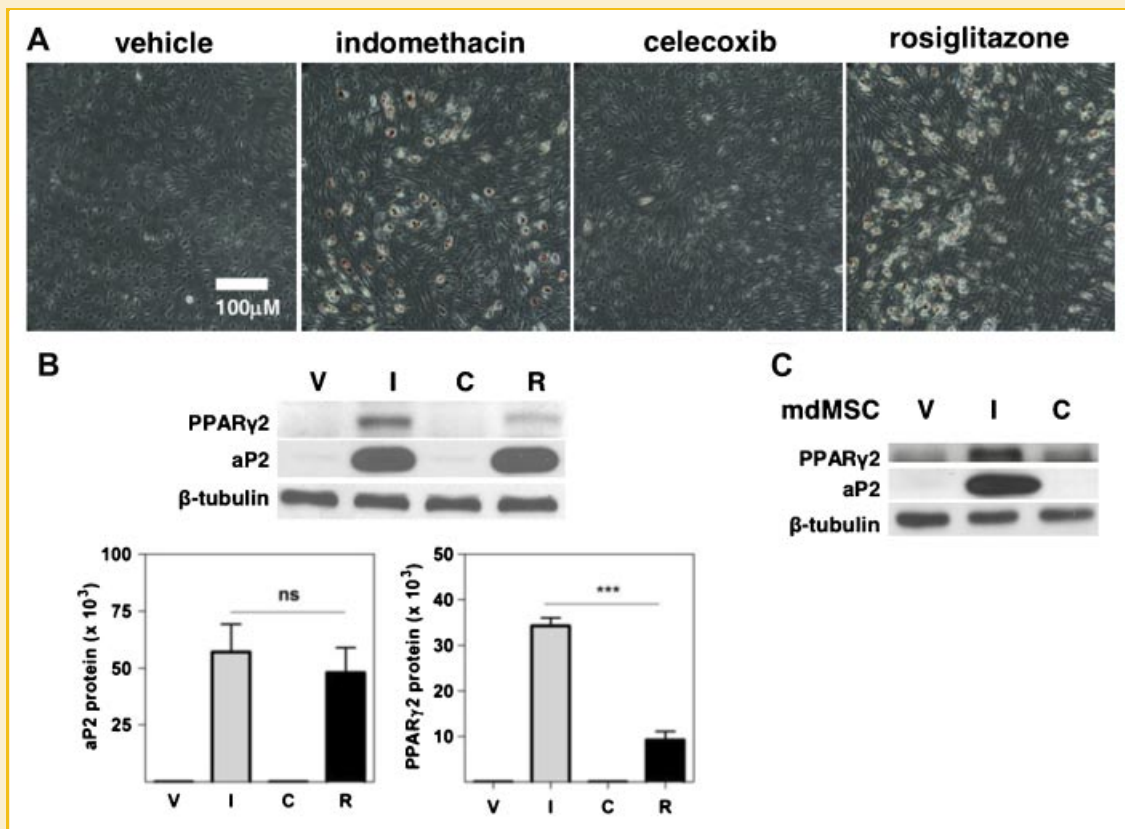 A
vehicle
indomethacin
celecoxib
rosiglitazone
100μM
B
V I C R
PPARγ2
aP2
β-tubulin
C
mdMSC V I C
PPARγ2
aP2
β-tubulin
aP2 protein (x 10³)
100
75
50
25
ns
V I C R
PPARγ2 protein (x 10³)
50
40
30
20
10
***
V I C R